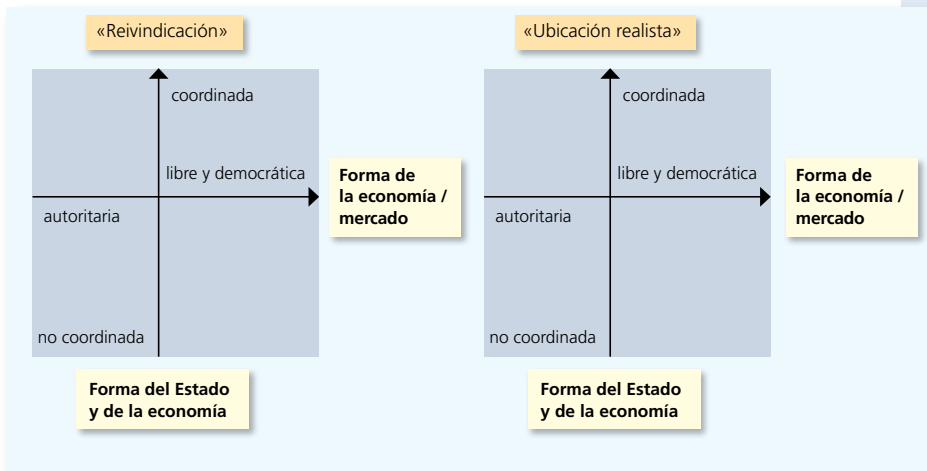 «Reivindicación»
coordinada
libre y democrática
autoritaria
no coordinada
Forma de
la economía /
mercado
Forma del Estado
y de la economía
«Ubicación realista»
coordinada
libre y democrática
autoritaria
no coordinada
Forma de
la economía /
mercado
Forma del Estado
y de la economía